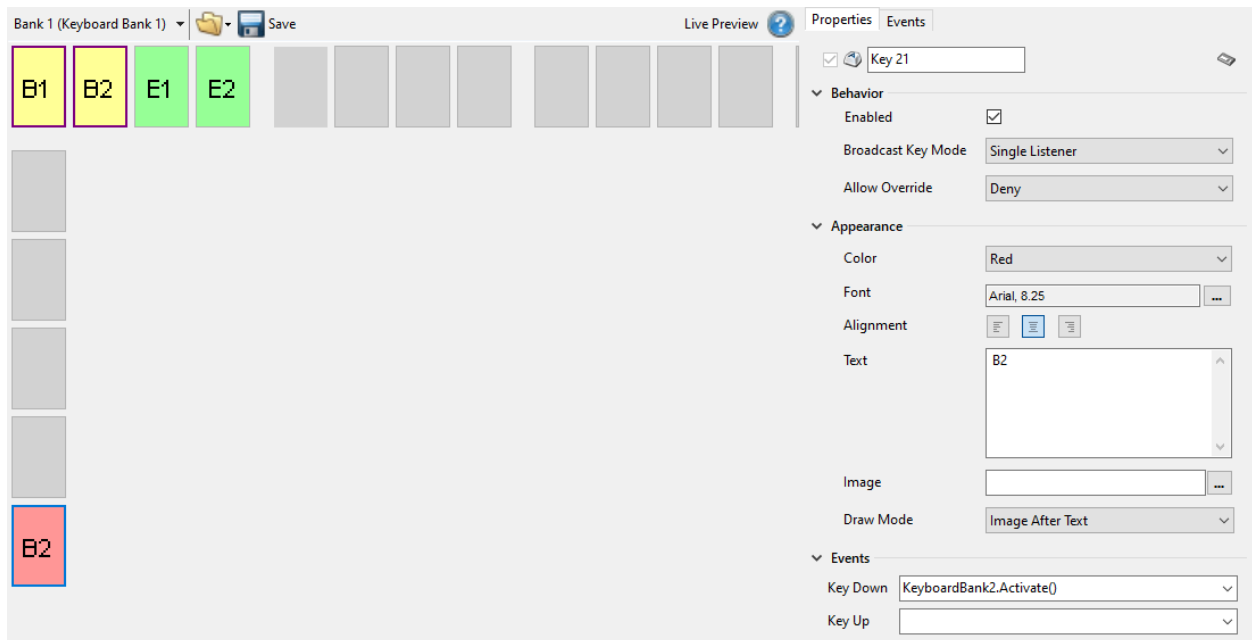 Bank 1 (Keyboard Bank 1) Save Live Preview
B1 B2 E1 E2
B2
Properties Events
Key 21
Behavior
Enabled
Broadcast Key Mode Single Listener
Allow Override Deny
Appearance
Color Red
Font Arial, 8.25 ...
Alignment
Text B2
Image ...
Draw Mode Image After Text
Events
Key Down KeyboardBank2.Activate()
Key Up